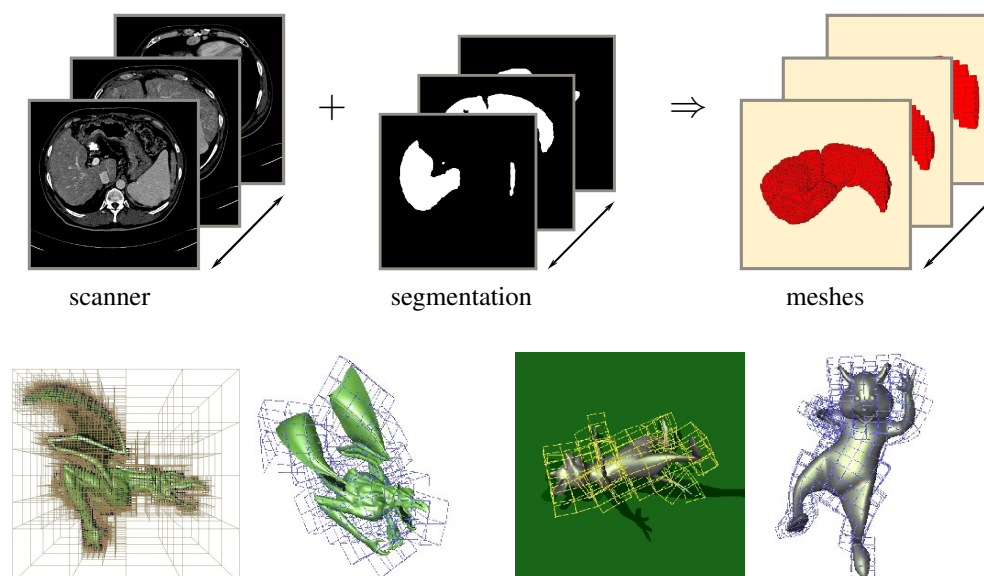 +
⇒
scanner
segmentation
meshes